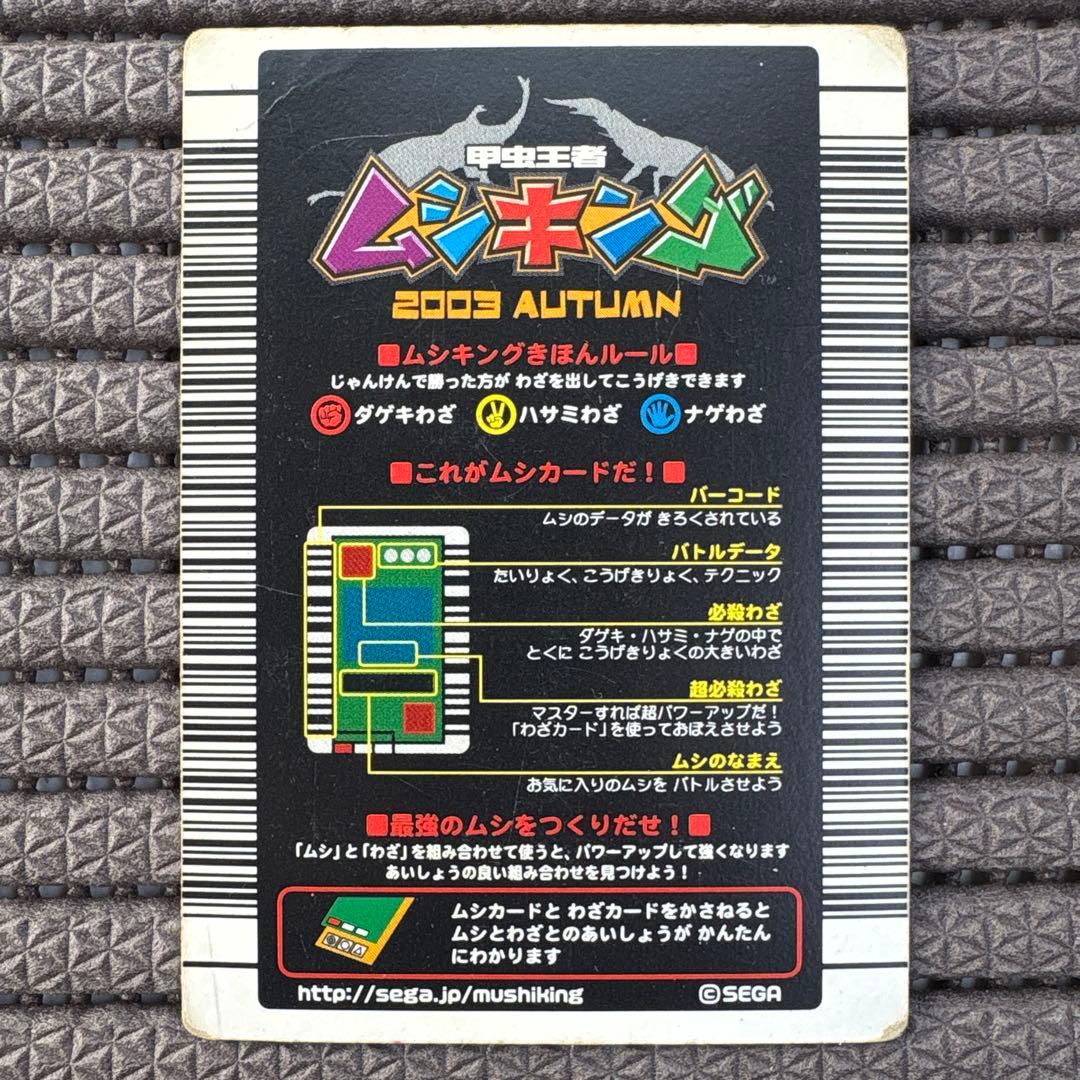 甲虫王者
ムシキング
TM
2003 AUTUMN
■ムシキングきほんルール■
じゃんけんで勝った方が わざを出してこうげきできます
ダゲキわざ ハサミわざ ナゲわざ
■これがムシカードだ！■
バーコード
ムシのデータが きろくされている
バトルデータ
たいりょく、こうげきりょく、テクニック
必殺わざ
ダゲキ・ハサミ・ナゲの中で
とくに こうげきりょくの大きいわざ
超必殺わざ
マスターすれば超パワーアップだ！
「わざカード」を使っておぼえさせよう
ムシのなまえ
お気に入りのムシを バトルさせよう
■最強のムシをつくりだせ！■
「ムシ」と「わざ」を組み合わせて使うと、パワーアップして強くなります
あいしょうの良い組み合わせを見つけよう！
ムシカードと わざカードをかさねると
ムシとわざとのあいしょうが かんたん
にわかります
http://sega.jp/mushiking ©SEGA